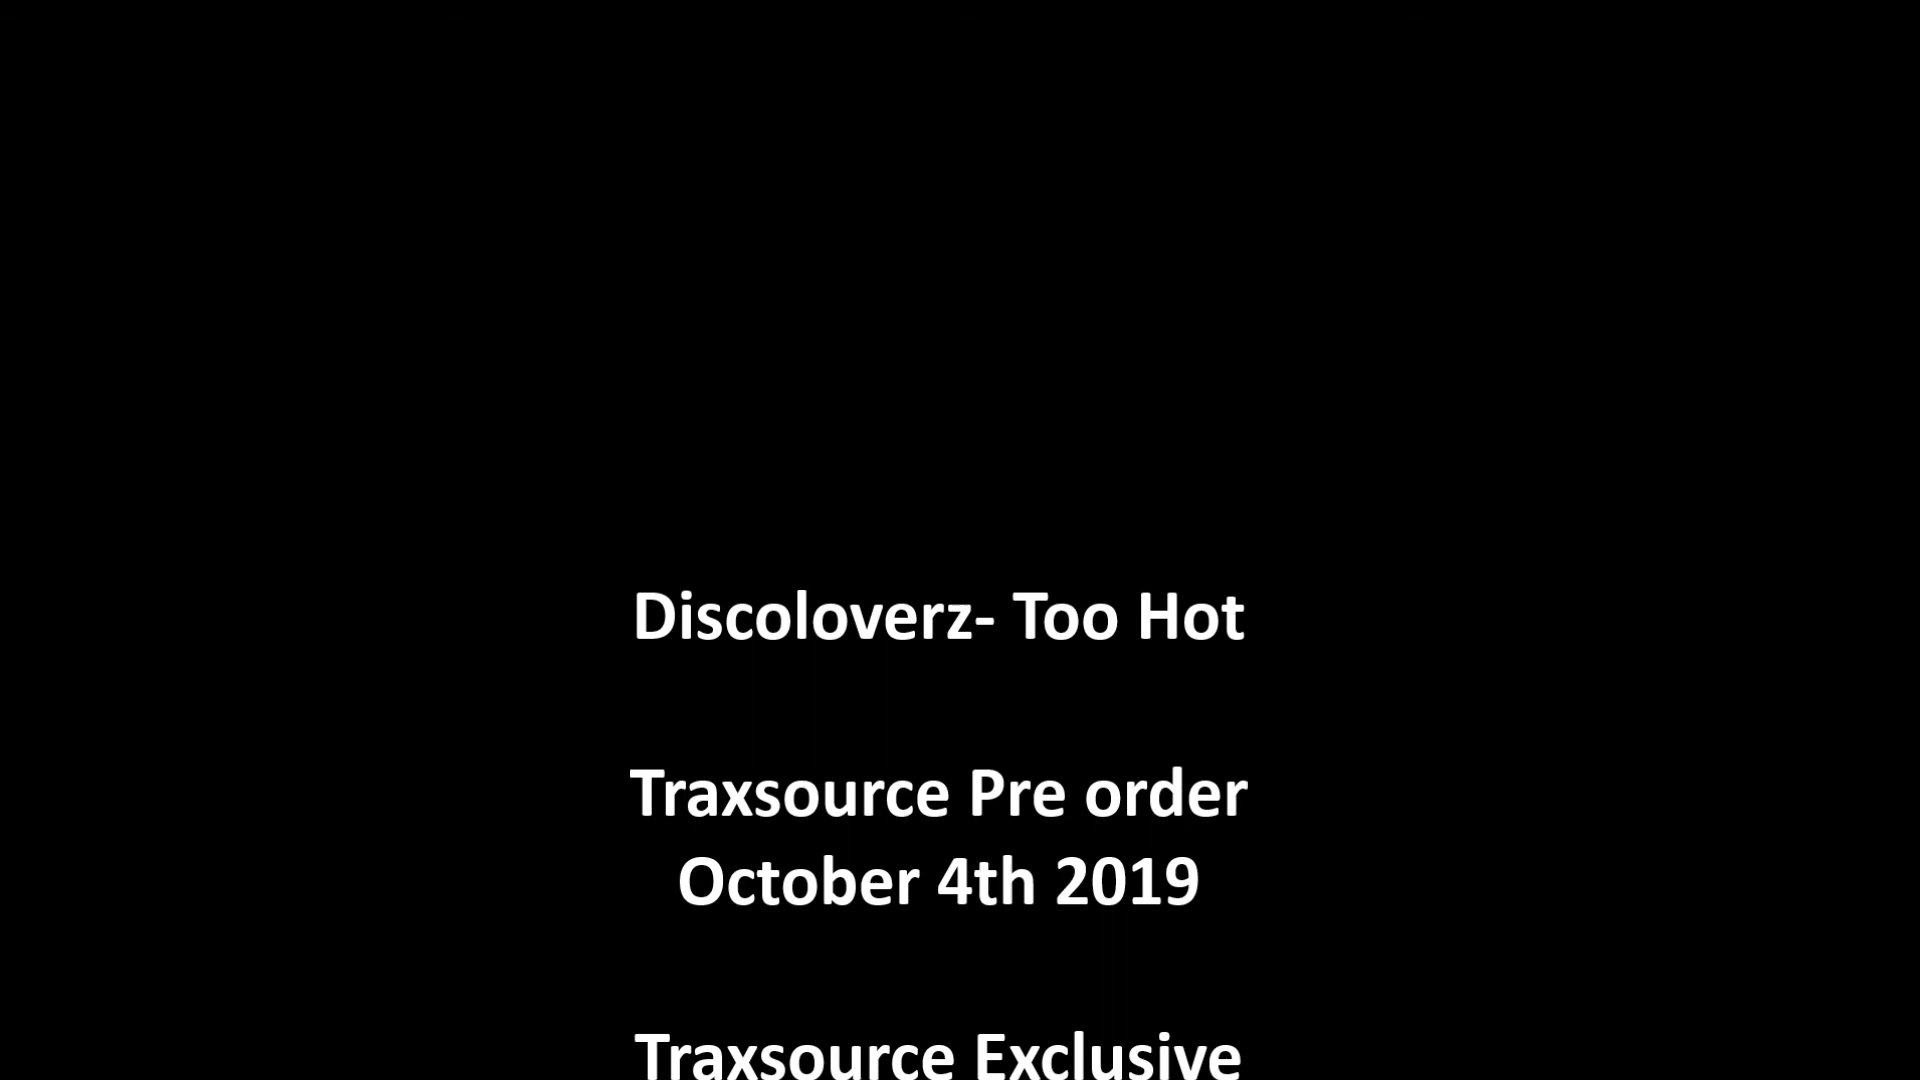 Discoloverz- Too Hot
Traxsource Pre order
October 4th 2019
Traxsource Exclusive